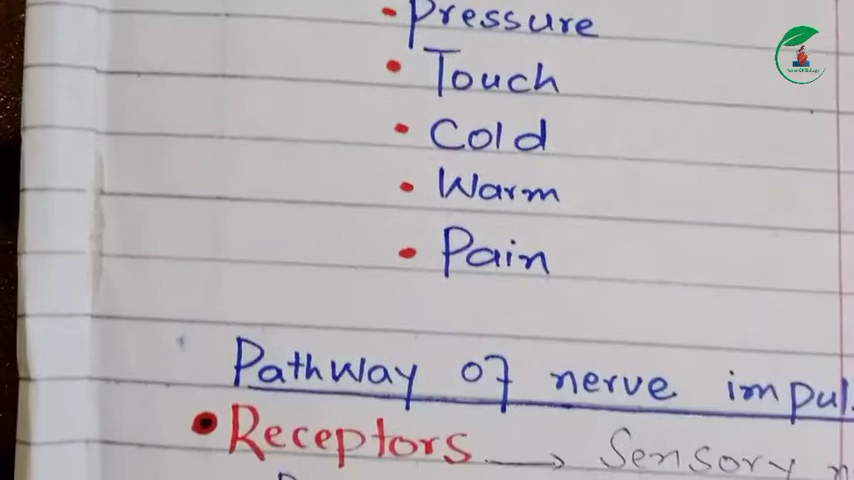 • Pressure
• Touch
• Cold
• Warm
• Pain
Pathway of nerve impul
• Receptors → Sensory n